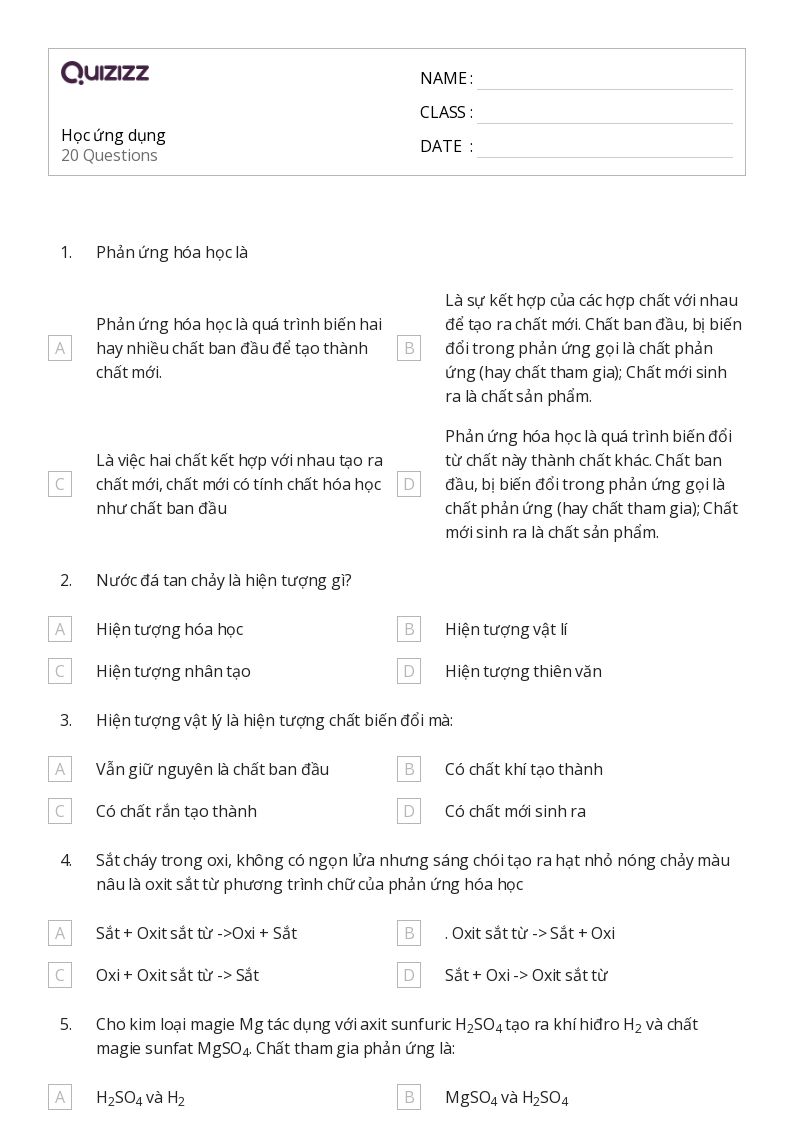 Quizizz
NAME :
CLASS :
DATE :
Học ứng dụng
20 Questions
1. Phản ứng hóa học là
A
Phản ứng hóa học là quá trình biến hai
hay nhiều chất ban đầu để tạo thành
chất mới.
B
Là sự kết hợp của các hợp chất với nhau
để tạo ra chất mới. Chất ban đầu, bị biến
đổi trong phản ứng gọi là chất phản
ứng (hay chất tham gia); Chất mới sinh
ra là chất sản phẩm.
C
Là việc hai chất kết hợp với nhau tạo ra
chất mới, chất mới có tính chất hóa học
như chất ban đầu
D
Phản ứng hóa học là quá trình biến đổi
từ chất này thành chất khác. Chất ban
đầu, bị biến đổi trong phản ứng gọi là
chất phản ứng (hay chất tham gia); Chất
mới sinh ra là chất sản phẩm.
2. Nước đá tan chảy là hiện tượng gì?
A Hiện tượng hóa học
B Hiện tượng vật lí
C Hiện tượng nhân tạo
D Hiện tượng thiên văn
3. Hiện tượng vật lý là hiện tượng chất biến đổi mà:
A Vẫn giữ nguyên là chất ban đầu
B Có chất khí tạo thành
C Có chất rắn tạo thành
D Có chất mới sinh ra
4. Sắt cháy trong oxi, không có ngọn lửa nhưng sáng chói tạo ra hạt nhỏ nóng chảy màu
nâu là oxit sắt từ phương trình chữ của phản ứng hóa học
A Sắt + Oxit sắt từ ->Oxi + Sắt
B . Oxit sắt từ -> Sắt + Oxi
C Oxi + Oxit sắt từ -> Sắt
D Sắt + Oxi -> Oxit sắt từ
5. Cho kim loại magie Mg tác dụng với axit sunfuric H₂SO₄ tạo ra khí hiđro H₂ và chất
magie sunfat MgSO₄. Chất tham gia phản ứng là:
A H₂SO₄ và H₂
B MgSO₄ và H₂SO₄